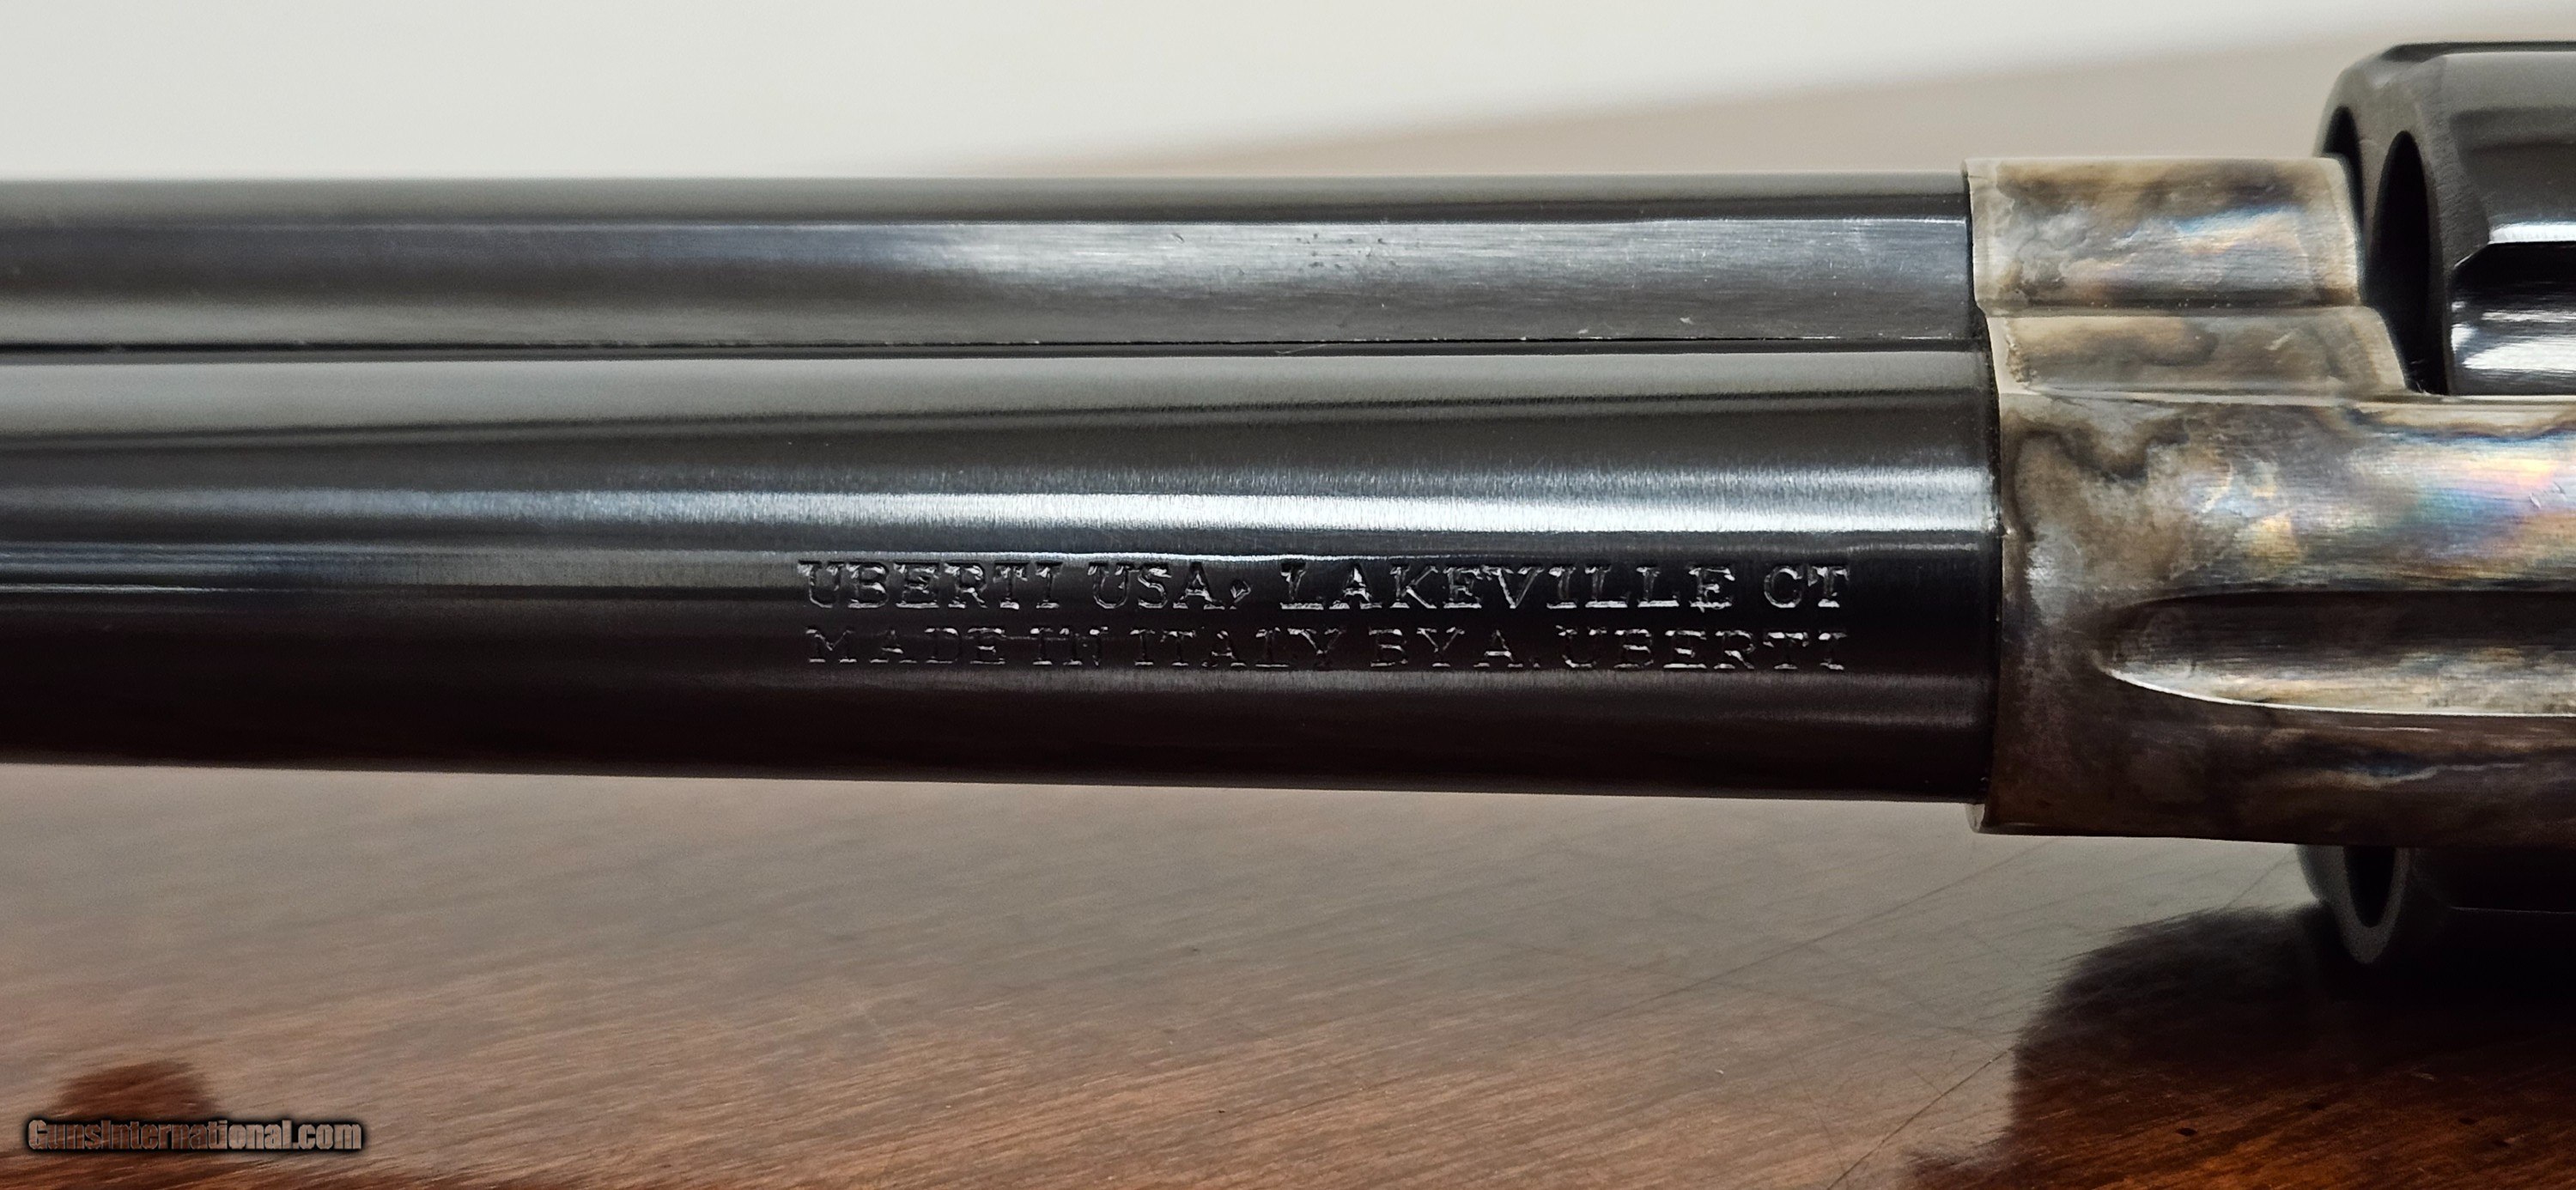 UBERTI USA, LAKEVILLE CT
MADE IN ITALY BY A. UBERTI
GunsInternational.com